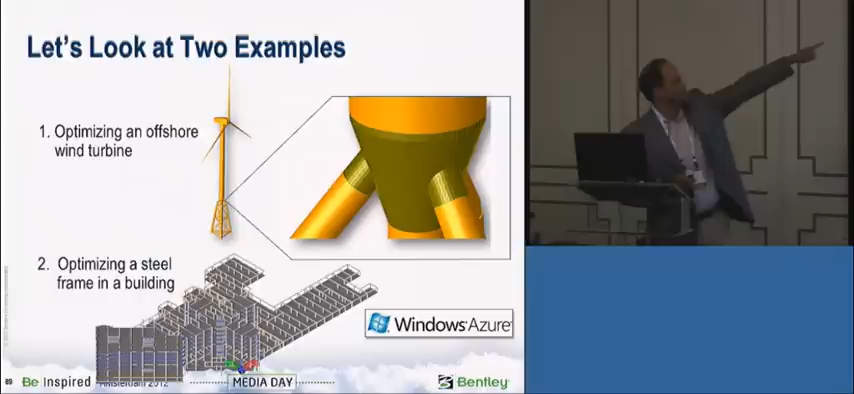 Let's Look at Two Examples
1. Optimizing an offshore
wind turbine
2. Optimizing a steel
frame in a building
Windows Azure
89 Be Inspired Amsterdam 2012 MEDIA DAY Bentley